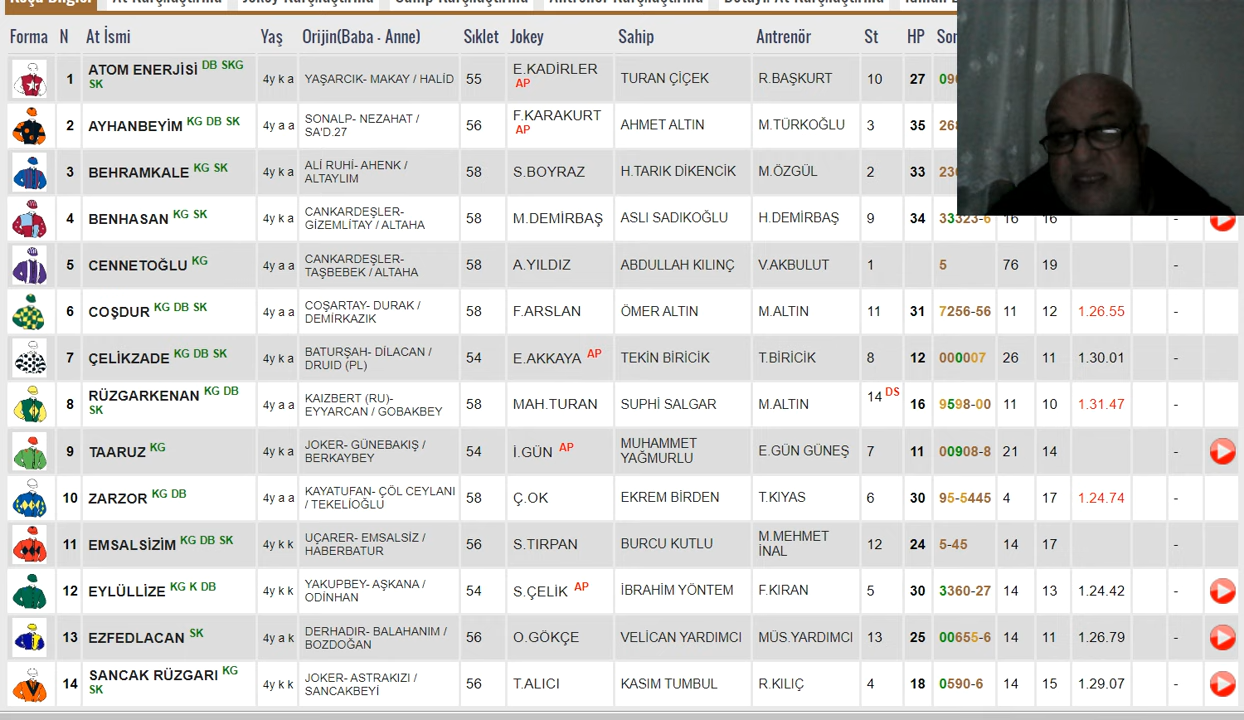 Koşu Bilgileri At Karşılaştırma Jokey Karşılaştırma Sahip Karşılaştırma Antrenör Karşılaştırma Detaylı At Karşılaştırma
Forma N At İsmi Yaş Orijin(Baba - Anne) Sıklet Jokey Sahip Antrenör St HP Son
1 ATOM ENERJİSİ DB SKG SK 4y k a YAŞARCIK- MAKAY / HALİD 55 E.KADİRLER AP TURAN ÇİÇEK R.BAŞKURT 10 27
2 AYHANBEYİM KG DB SK 4y a a SONALP- NEZAHAT / SA'D.27 56 F.KARAKURT AP AHMET ALTIN M.TÜRKOĞLU 3 35
3 BEHRAMKALE KG SK 4y k a ALİ RUHİ- AHENK / ALTAYLIM 58 S.BOYRAZ H.TARIK DİKENCİK M.ÖZGÜL 2 33
4 BENHASAN KG SK 4y k a CANKARDEŞLER- GİZEMLİTAY / ALTAHA 58 M.DEMİRBAŞ ASLI SADIKOĞLU H.DEMİRBAŞ 9 34 33323-6 16 16 -
5 CENNETOĞLU KG 4y a a CANKARDEŞLER- TAŞBEBEK / ALTAHA 58 A.YILDIZ ABDULLAH KILINÇ V.AKBULUT 1 5 76 19 -
6 COŞDUR KG DB SK 4y a a COŞARTAY- DURAK / DEMİRKAZIK 58 F.ARSLAN ÖMER ALTIN M.ALTIN 11 31 7256-56 11 12 1.26.55 -
7 ÇELİKZADE KG DB SK 4y k a BATURŞAH- DİLACAN / DRUID (PL) 54 E.AKKAYA AP TEKİN BİRİCİK T.BİRİCİK 8 12 000007 26 11 1.30.01 -
8 RÜZGARKENAN KG DB SK 4y a a KAIZBERT (RU)- EYYARCAN / GOBAKBEY 58 MAH.TURAN SUPHİ SALGAR M.ALTIN 14 DS 16 9598-00 11 10 1.31.47 -
9 TAARUZ KG 4y k a JOKER- GÜNEBAKIŞ / BERKAYBEY 54 İ.GÜN AP MUHAMMET YAĞMURLU E.GÜN GÜNEŞ 7 11 00908-8 21 14 -
10 ZARZOR KG DB 4y a a KAYATUFAN- ÇÖL CEYLANI / TEKELİOĞLU 58 Ç.OK EKREM BİRDEN T.KIYAS 6 30 95-5445 4 17 1.24.74 -
11 EMSALSİZİM KG DB SK 4y k k UÇARER- EMSALSİZ / HABERBATUR 56 S.TIRPAN BURCU KUTLU M.MEHMET İNAL 12 24 5-45 14 17 -
12 EYLÜLLİZE KG K DB 4y k k YAKUPBEY- AŞKANA / ODİNHAN 54 S.ÇELİK AP İBRAHİM YÖNTEM F.KIRAN 5 30 3360-27 14 13 1.24.42 -
13 EZFEDLACAN SK 4y a k DERHADIR- BALAHANIM / BOZDOĞAN 56 O.GÖKÇE VELİCAN YARDIMCI MÜS.YARDIMCI 13 25 00655-6 14 11 1.26.79 -
14 SANCAK RÜZGARI KG SK 4y k k JOKER- ASTRAKIZI / SANCAKBEYİ 56 T.ALICI KASIM TUMBUL R.KILIÇ 4 18 0590-6 14 15 1.29.07 -